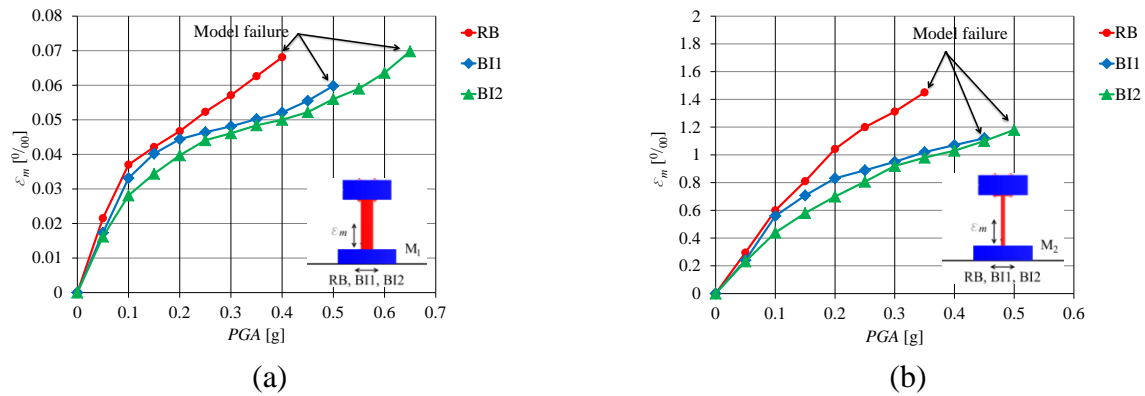 0.08
0.07
0.06
0.05
0.04
0.03
0.02
0.01
0
εm [0/00]
Model failure
RB
BI1
BI2
εm
M1
RB, BI1, BI2
0 0.1 0.2 0.3 0.4 0.5 0.6 0.7
PGA [g]
(a)
2
1.8
1.6
1.4
1.2
1
0.8
0.6
0.4
0.2
0
εm [0/00]
Model failure
RB
BI1
BI2
εm
M2
RB, BI1, BI2
0 0.1 0.2 0.3 0.4 0.5 0.6
PGA [g]
(b)